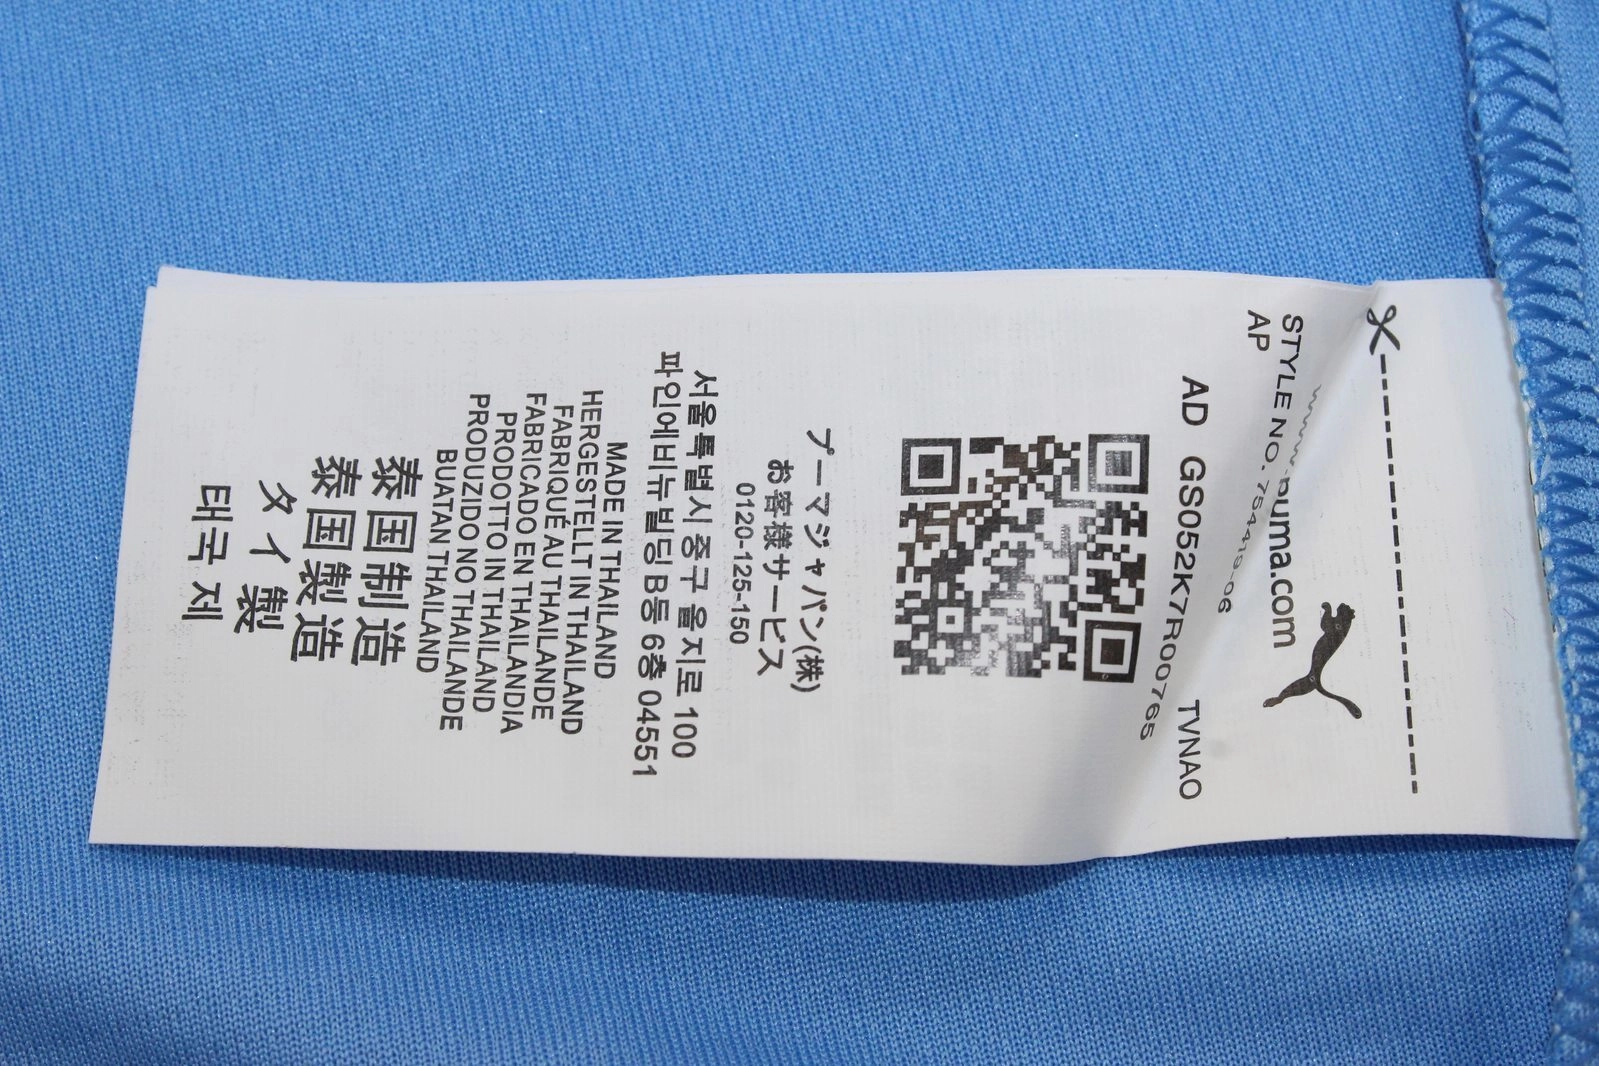 www.puma.com
STYLE NO. 754419-06
AP
AD GS052K7R000765 TVNAO
プーマジャパン(株)
お客様サービス
0120-125-150
서울특별시 중구 을지로 100
파인에비뉴빌딩 B동 6층 04551
MADE IN THAILAND
HERGESTELLT IN THAILAND
FABRIQUÉ AU THAILANDE
FABRICADO EN THAILANDIA
PRODOTTO IN THAILAND
PRODUZIDO NO THAILANDE
BUATAN THAILAND
泰国制造
泰国製造
タイ製
태국 제